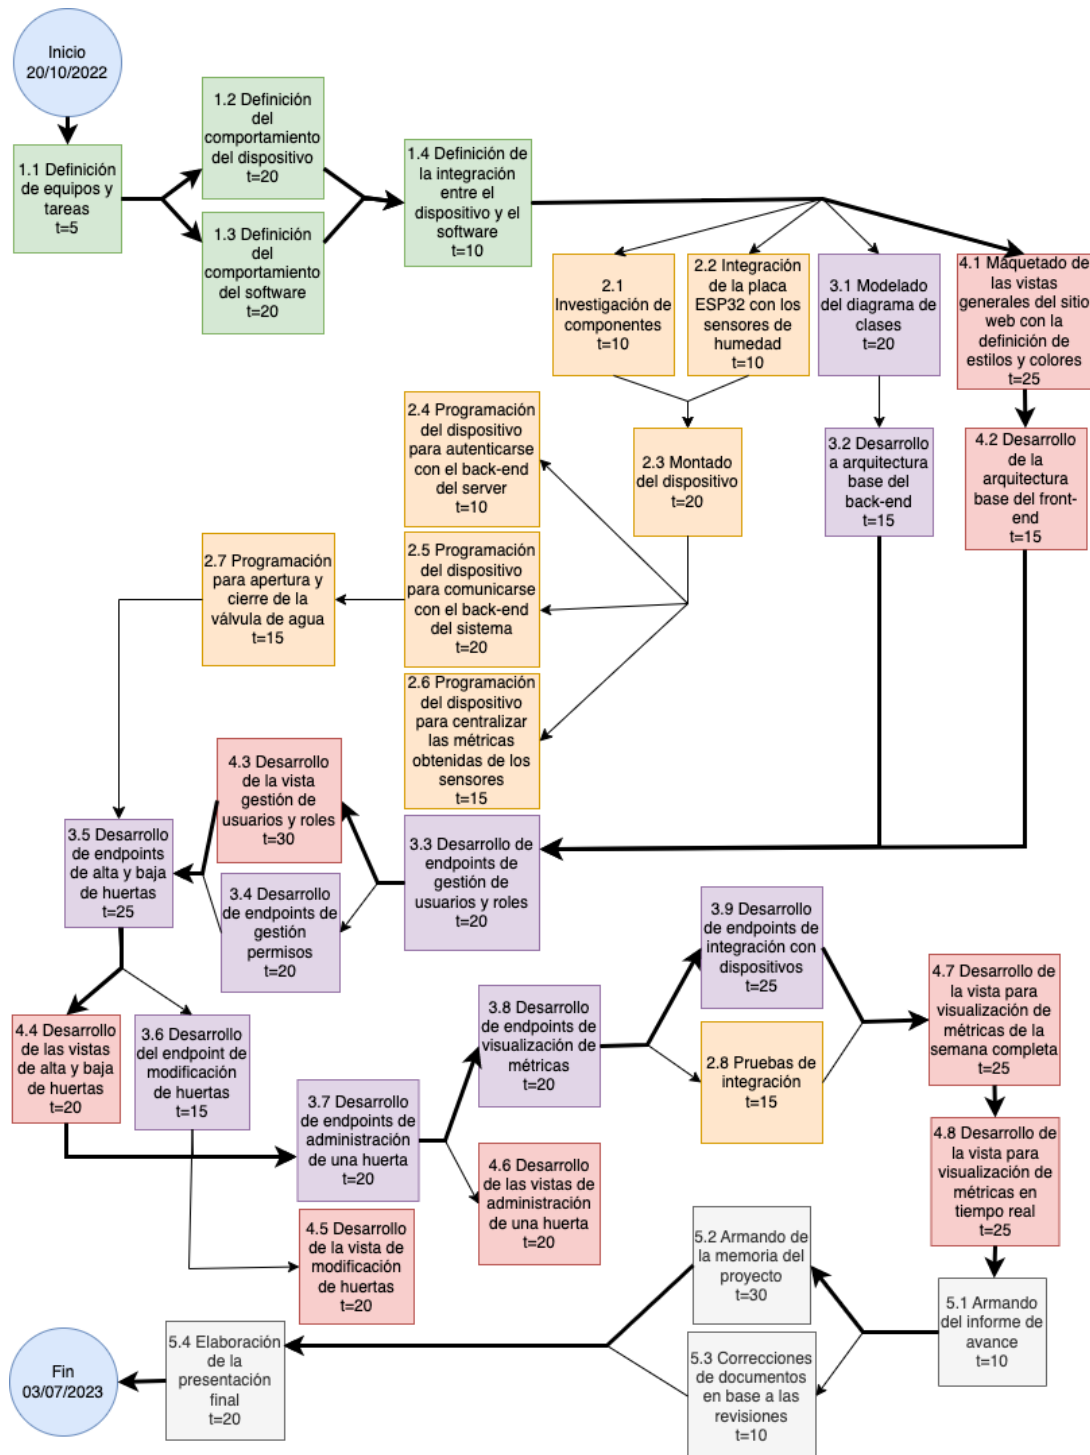 Inicio
20/10/2022
1.1 Definición
de equipos y
tareas
t=5
1.2 Definición
del
comportamiento
del dispositivo
t=20
1.3 Definición
del
comportamiento
del software
t=20
1.4 Definición de
la integración
entre el
dispositivo y el
software
t=10
2.1
Investigación de
componentes
t=10
2.2 Integración
de la placa
ESP32 con los
sensores de
humedad
t=10
3.1 Modelado
del diagrama de
clases
t=20
4.1 Maquetado de
las vistas
generales del sitio
web con la
definición de
estilos y colores
t=25
2.3 Montado
del dispositivo
t=20
3.2 Desarrollo
a arquitectura
base del
back-end
t=15
4.2 Desarrollo
de la
arquitectura
base del front-
end
t=15
2.4 Programación
del dispositivo
para autenticarse
con el back-end
del server
t=10
2.5 Programación
del dispositivo
para comunicarse
con el back-end
del sistema
t=20
2.6 Programación
del dispositivo
para centralizar
las métricas
obtenidas de los
sensores
t=15
2.7 Programación
para apertura y
cierre de la
válvula de agua
t=15
3.3 Desarrollo de
endpoints de
gestión de
usuarios y roles
t=20
4.3 Desarrollo
de la vista
gestión de
usuarios y roles
t=30
3.4 Desarrollo
de endpoints de
gestión
permisos
t=20
3.5 Desarrollo
de endpoints
de alta y baja
de huertas
t=25
4.4 Desarrollo
de las vistas
de alta y baja
de huertas
t=20
3.6 Desarrollo
del endpoint de
modificación
de huertas
t=15
3.7 Desarrollo
de endpoints de
administración
de una huerta
t=20
4.5 Desarrollo
de la vista de
modificación
de huertas
t=20
3.8 Desarrollo
de endpoints de
visualización de
métricas
t=20
4.6 Desarrollo
de las vistas de
administración
de una huerta
t=20
3.9 Desarrollo
de endpoints de
integración con
dispositivos
t=25
2.8 Pruebas de
integración
t=15
4.7 Desarrollo de
la vista para
visualización de
métricas de la
semana completa
t=25
4.8 Desarrollo de
la vista para
visualización de
métricas en
tiempo real
t=25
5.1 Armando
del informe de
avance
t=10
5.2 Armando de
la memoria del
proyecto
t=30
5.3 Correcciones
de documentos
en base a las
revisiones
t=10
5.4 Elaboración
de la
presentación
final
t=20
Fin
03/07/2023